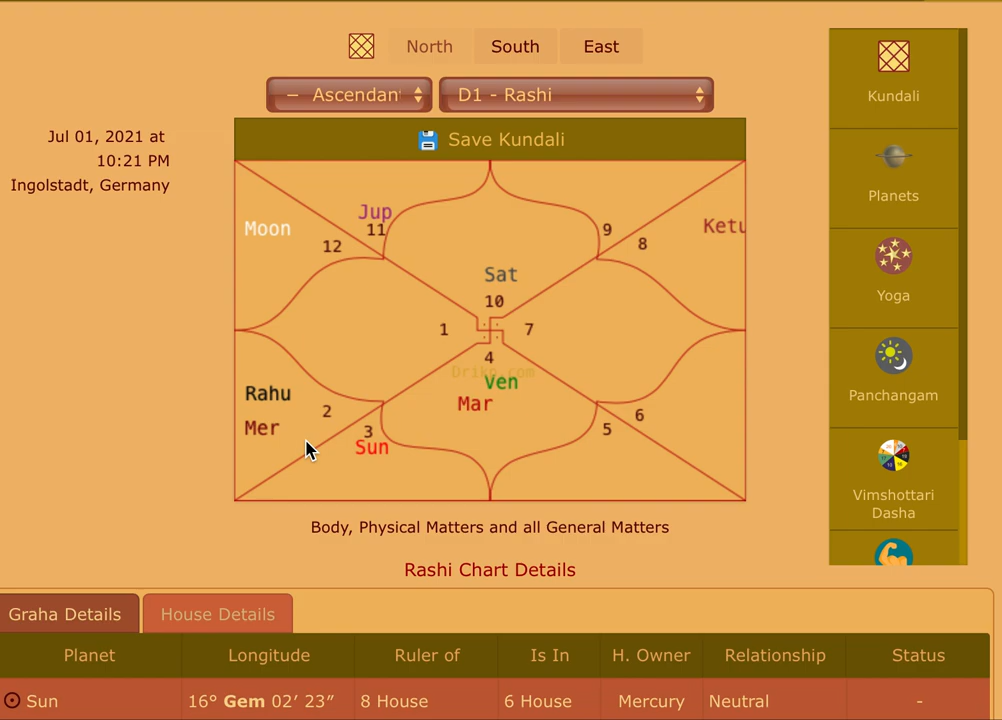 North South East
– Ascendan
D1 - Rashi
Save Kundali
Jul 01, 2021 at
10:21 PM
Ingolstadt, Germany
Moon
Jup
11
12
9
8
Ketu
Sat
10
1
7
4
Drikp.com
Ven
Mar
Rahu
2
Mer
3
Sun
5
6
Body, Physical Matters and all General Matters
Rashi Chart Details
Kundali
Planets
Yoga
Panchangam
Vimshottari
Dasha
Graha Details House Details
Planet Longitude Ruler of Is In H. Owner Relationship Status
Sun 16° Gem 02′ 23″ 8 House 6 House Mercury Neutral -